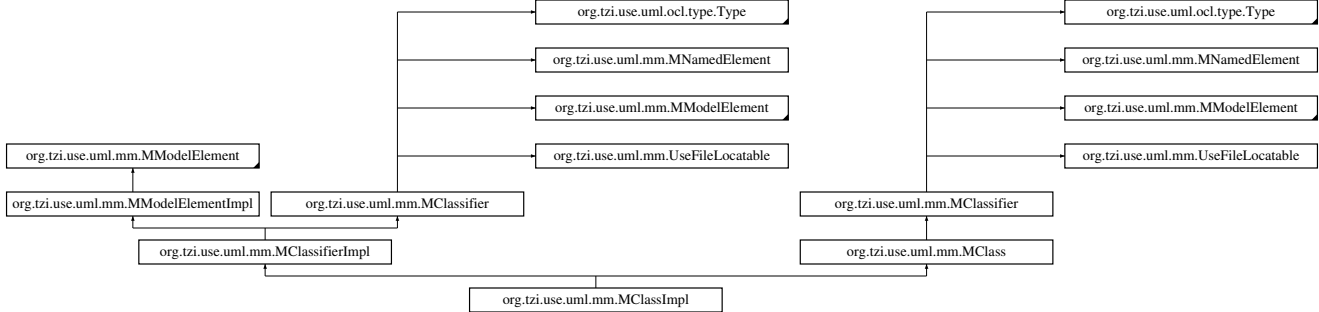 org.tzi.use.uml.ocl.type.Type org.tzi.use.uml.ocl.type.Type
org.tzi.use.uml.mm.MNamedElement org.tzi.use.uml.mm.MNamedElement
org.tzi.use.uml.mm.MModelElement org.tzi.use.uml.mm.MModelElement
org.tzi.use.uml.mm.MModelElement org.tzi.use.uml.mm.UseFileLocatable org.tzi.use.uml.mm.UseFileLocatable
org.tzi.use.uml.mm.MModelElementImpl org.tzi.use.uml.mm.MClassifier org.tzi.use.uml.mm.MClassifier
org.tzi.use.uml.mm.MClassifierImpl org.tzi.use.uml.mm.MClass
org.tzi.use.uml.mm.MClassImpl